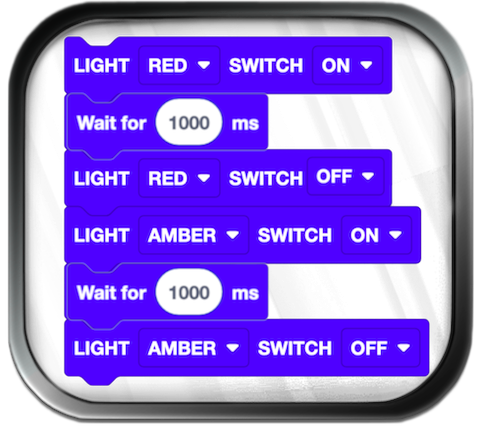 LIGHT RED SWITCH ON
Wait for 1000 ms
LIGHT RED SWITCH OFF
LIGHT AMBER SWITCH ON
Wait for 1000 ms
LIGHT AMBER SWITCH OFF